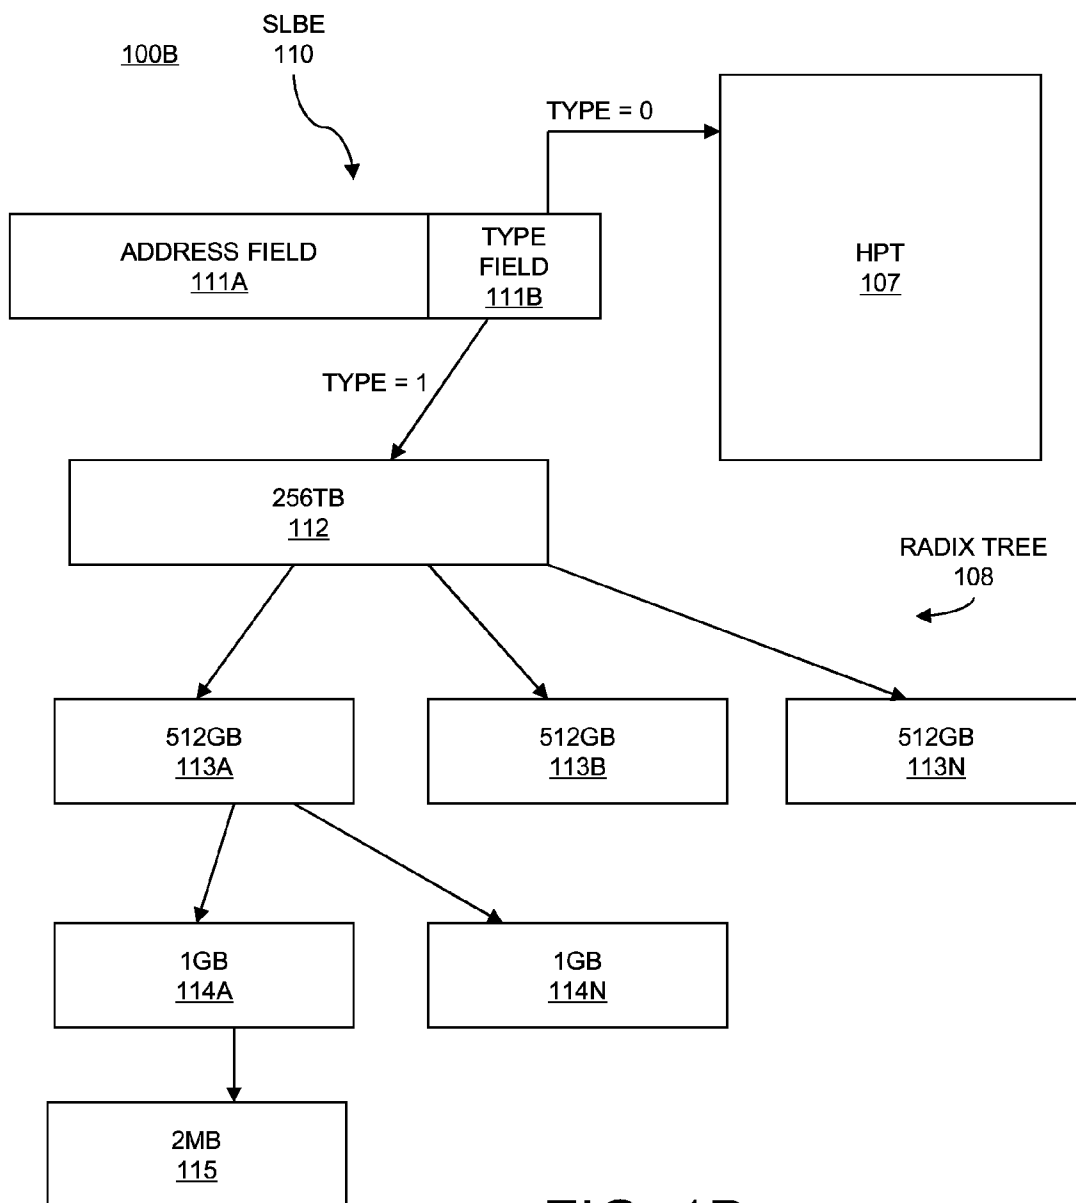 100B
SLBE
110
TYPE = 0
ADDRESS FIELD
111A
TYPE
FIELD
111B
HPT
107
TYPE = 1
256TB
112
RADIX TREE
108
512GB
113A
512GB
113B
512GB
113N
1GB
114A
1GB
114N
2MB
115